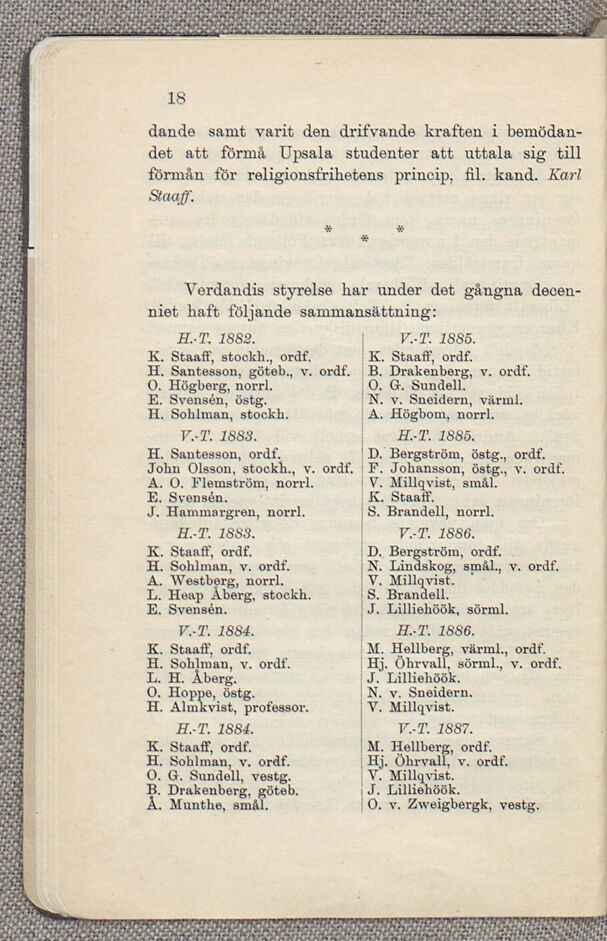 18
dande samt varit den drifvande kraften i bemödan-
det att förmå Upsala studenter att uttala sig till
förmån för religionsfrihetens princip, fil. kand. Karl
Staaff.
* * *
Verdandis styrelse har under det gångna decen-
niet haft följande sammansättning:
H.-T. 1882.
K. Staaff, stockh., ordf.
H. Santesson, göteb., v. ordf.
O. Högberg, norrl.
E. Svensén, östg.
H. Sohlman, stockh.
V.-T. 1883.
H. Santesson, ordf.
John Olsson, stockh., v. ordf.
A. O. Flemström, norrl.
E. Svensén.
J. Hammargren, norrl.
H.-T. 1883.
K. Staaff, ordf.
H. Sohlman, v. ordf.
A. Westberg, norrl.
L. Heap Åberg, stockh.
E. Svensén.
V.-T. 1884.
K. Staaff, ordf.
H. Sohlman, v. ordf.
L. H. Åberg.
O. Hoppe, östg.
H. Almkvist, professor.
H.-T. 1884.
K. Staaff, ordf.
H. Sohlman, v. ordf.
O. G. Sundell, vestg.
B. Drakenberg, göteb.
Å. Munthe, smål.
V.-T. 1885.
K. Staaff, ordf.
B. Drakenberg, v. ordf.
O. G. Sundell.
N. v. Sneidern, värml.
A. Högbom, norrl.
H.-T. 1885.
D. Bergström, östg., ordf.
F. Johansson, östg., v. ordf.
V. Millqvist, smål.
K. Staaff.
S. Brandell, norrl.
V.-T. 1886.
D. Bergström, ordf.
N. Lindskog, smål., v. ordf.
V. Millqvist.
S. Brandell.
J. Lilliehöök, sörml.
H.-T. 1886.
M. Hellberg, värml., ordf.
Hj. Öhrvall, sörml., v. ordf.
J. Lilliehöök.
N. v. Sneidern.
V. Millqvist.
V.-T. 1887.
M. Hellberg, ordf.
Hj. Öhrvall, v. ordf.
V. Millqvist.
J. Lilliehöök.
O. v. Zweigbergk, vestg.